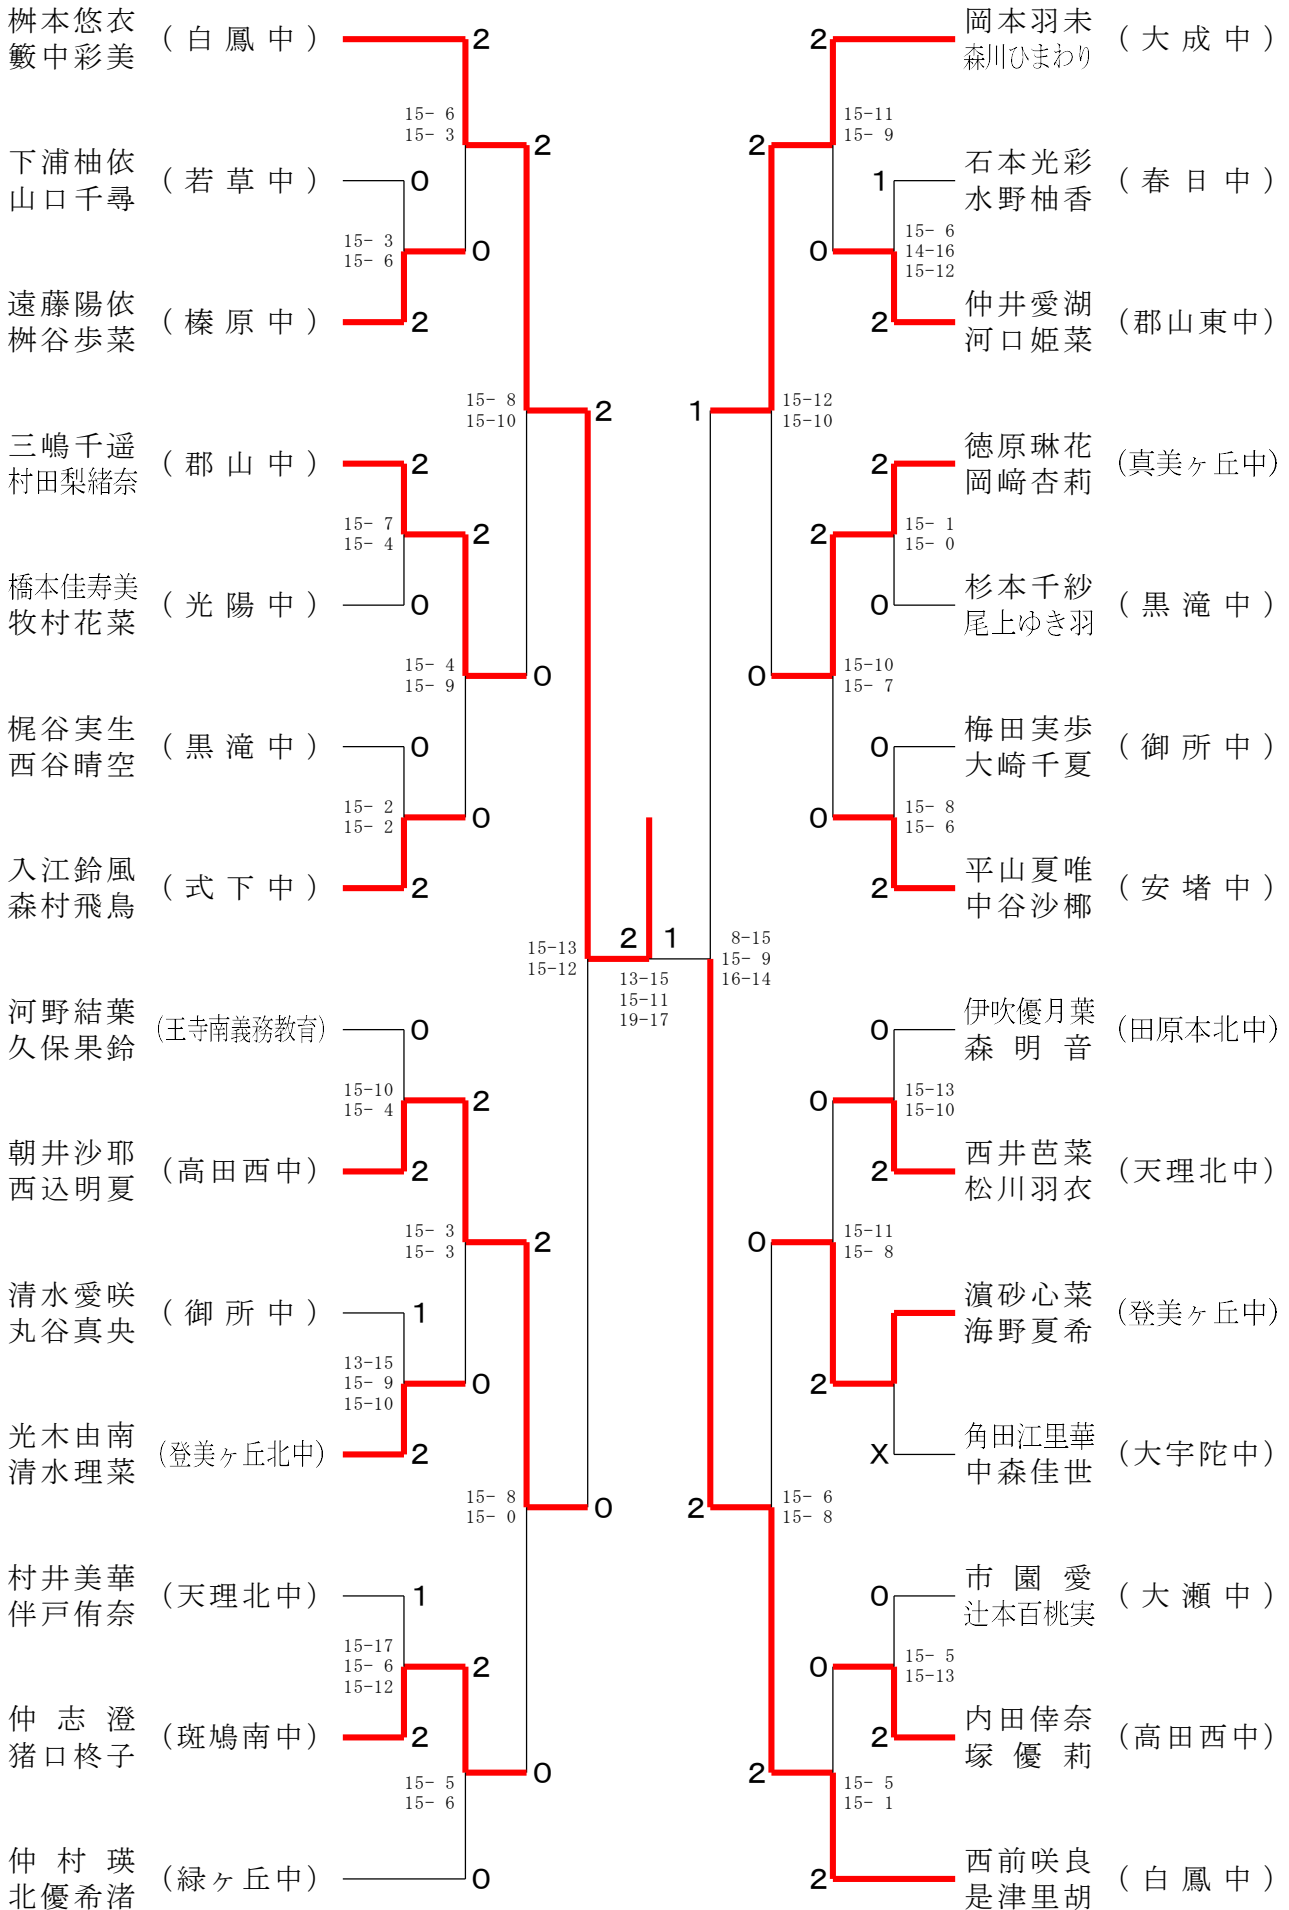 桝本悠衣
籔中彩美
(白鳳中)
2
15- 6
15- 3
2
下浦柚依
山口千尋
(若草中)
0
15- 3
15- 6
0
遠藤陽依
桝谷歩菜
(榛原中)
2
15- 8
15-10
2
三嶋千遥
村田梨緒奈
(郡山中)
2
15- 7
15- 4
2
橋本佳寿美
牧村花菜
(光陽中)
0
15- 4
15- 9
0
梶谷実生
西谷晴空
(黒滝中)
0
15- 2
15- 2
0
入江鈴風
森村飛鳥
(式下中)
2
15-13
15-12
河野結葉
久保果鈴
(王寺南義務教育)
0
15-10
15- 4
2
朝井沙耶
西込明夏
(高田西中)
2
15- 3
15- 3
2
清水愛咲
丸谷真央
(御所中)
1
13-15
15- 9
15-10
0
光木由南
清水理菜
(登美ヶ丘北中)
2
15- 8
15- 0
0
村井美華
伴戸侑奈
(天理北中)
1
15-17
15- 6
15-12
2
仲志澄
猪口柊子
(斑鳩南中)
2
15- 5
15- 6
0
仲村瑛
北優希渚
(緑ヶ丘中)
0
2 1
13-15
15-11
19-17
2
岡本羽未
森川ひまわり
(大成中)
15-11
15- 9
2
1
石本光彩
水野柚香
(春日中)
15- 6
14-16
15-12
0
2
仲井愛湖
河口姫菜
(郡山東中)
1
15-12
15-10
2
徳原琳花
岡﨑杏莉
(真美ヶ丘中)
2
15- 1
15- 0
0
杉本千紗
尾上ゆき羽
(黒滝中)
0
15-10
15- 7
0
梅田実歩
大崎千夏
(御所中)
0
15- 8
15- 6
2
平山夏唯
中谷沙椰
(安堵中)
8-15
15- 9
16-14
0
伊吹優月葉
森明音
(田原本北中)
0
15-13
15-10
2
西井芭菜
松川羽衣
(天理北中)
0
15-11
15- 8
濵砂心菜
海野夏希
(登美ヶ丘中)
2
X
角田江里華
中森佳世
(大宇陀中)
2
15- 6
15- 8
0
市園愛
辻本百桃実
(大瀬中)
0
15- 5
15-13
2
内田倖奈
塚優莉
(高田西中)
2
15- 5
15- 1
2
西前咲良
是津里胡
(白鳳中)